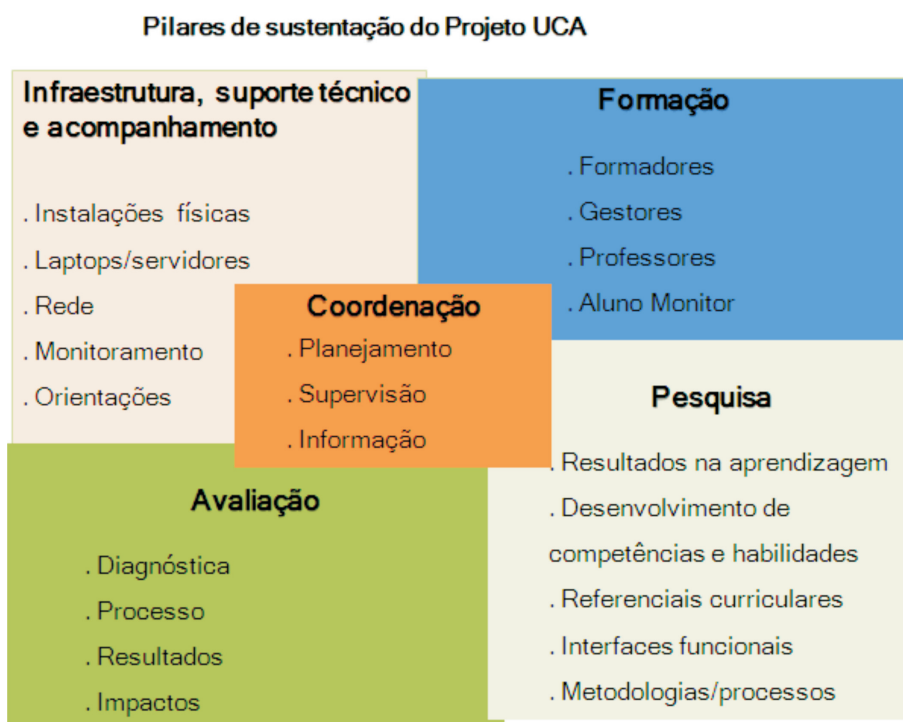 Pilares de sustentação do Projeto UCA
Infraestrutura, suporte técnico
e acompanhamento
. Instalações físicas
. Laptops/servidores
. Rede
. Monitoramento
. Orientações
Formação
. Formadores
. Gestores
. Professores
. Aluno Monitor
Coordenação
. Planejamento
. Supervisão
. Informação
Avaliação
. Diagnóstica
. Processo
. Resultados
. Impactos
Pesquisa
. Resultados na aprendizagem
. Desenvolvimento de
competências e habilidades
. Referenciais curriculares
. Interfaces funcionais
. Metodologias/processos